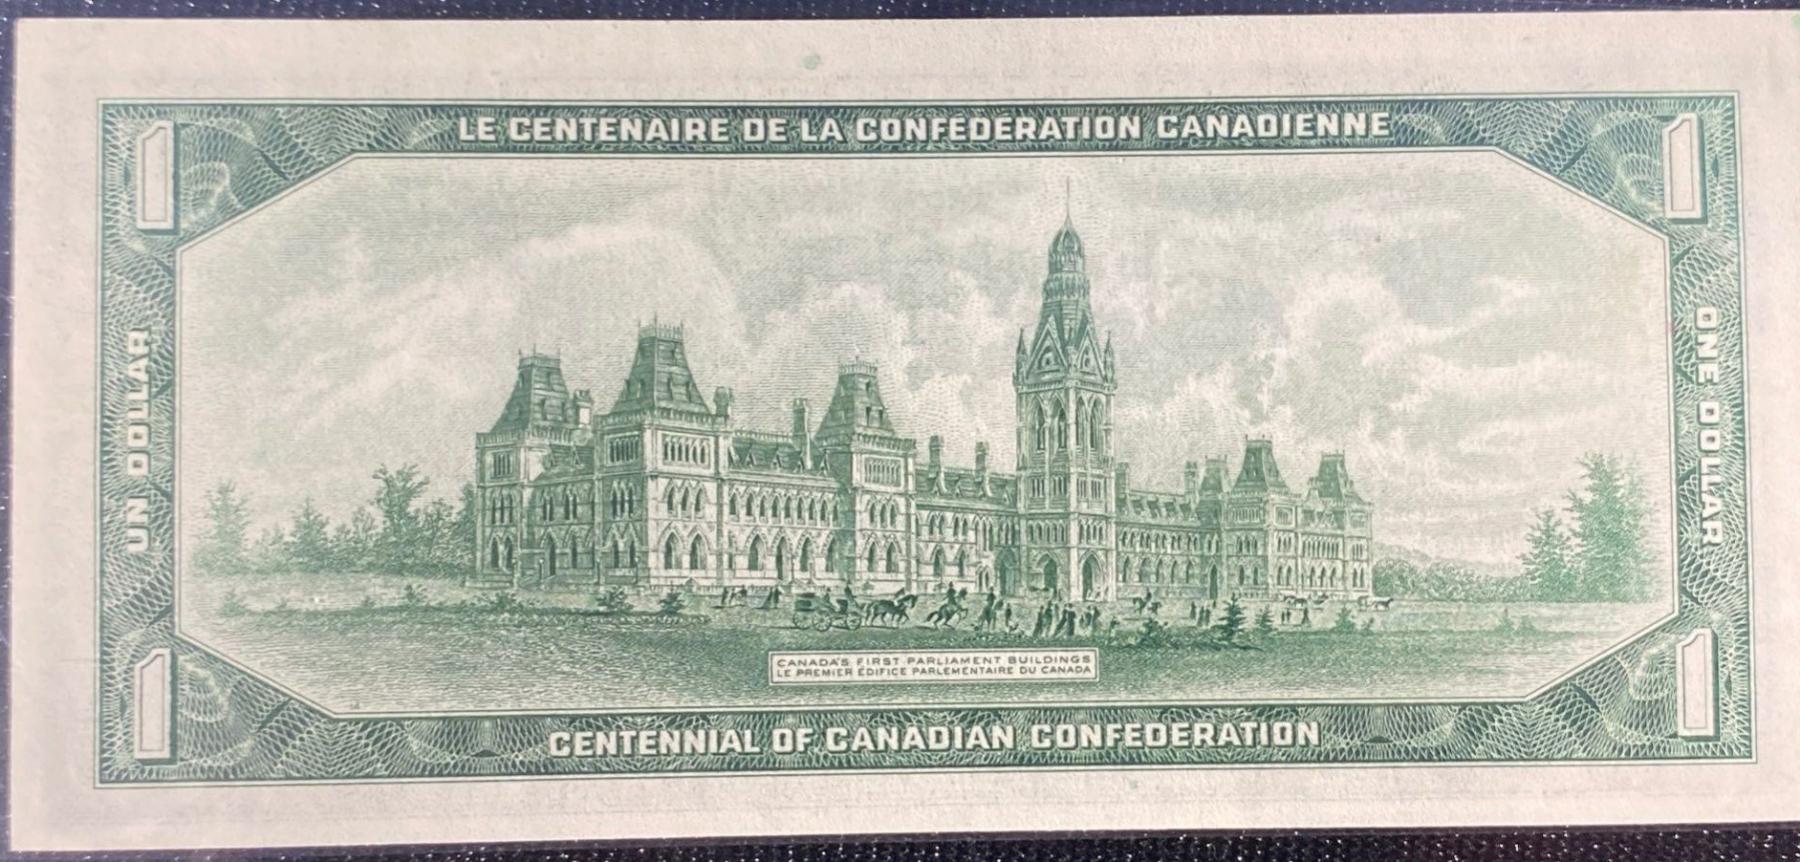 1
LE CENTENAIRE DE LA CONFÉDÉRATION CANADIENNE
1
UN DOLLAR
ONE DOLLAR
CANADA'S FIRST PARLIAMENT BUILDINGS
LE PREMIER ÉDIFICE PARLEMENTAIRE DU CANADA
1
CENTENNIAL OF CANADIAN CONFEDERATION
1